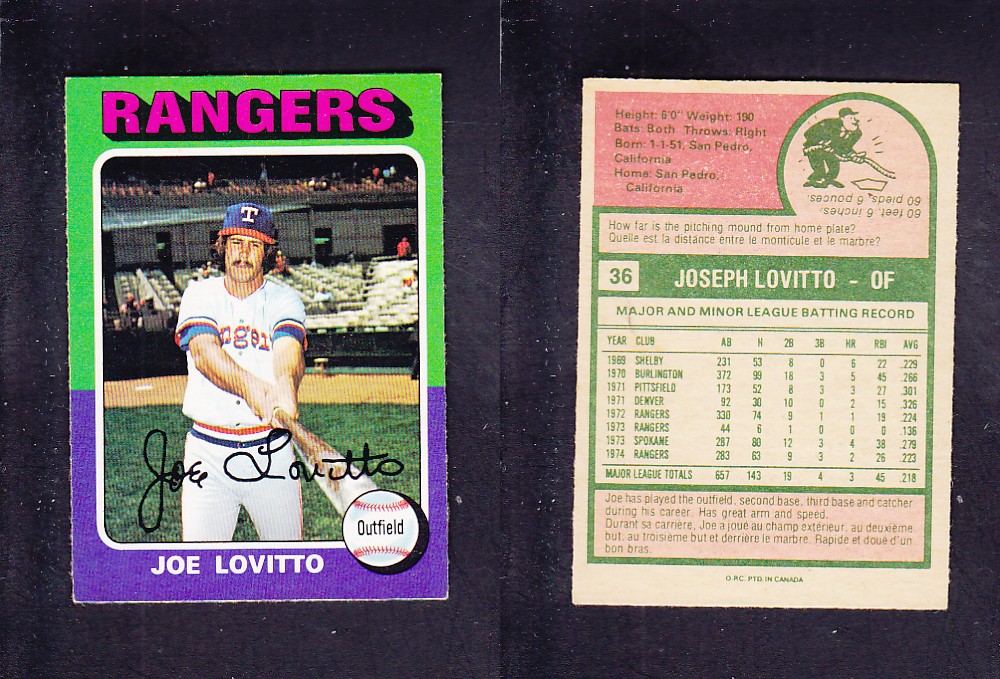 RANGERS
T
angers
Joe Lovitto
Outfield
JOE LOVITTO
Height: 6'0" Weight: 190
Bats: Both Throws: Right
Born: 1-1-51, San Pedro,
California
Home: San Pedro,
California
60 feet, 6 inches.
60 pieds, 6 pouces.
How far is the pitching mound from home plate?
Quelle est la distance entre le monticule et le marbre?
36 JOSEPH LOVITTO - OF
MAJOR AND MINOR LEAGUE BATTING RECORD
YEAR CLUB AB N 2B 3B HR RBI AVG
1969 SHELBY 231 53 8 0 6 22 .229
1970 BURLINGTON 372 99 18 3 5 45 .266
1971 PITTSFIELD 173 52 8 3 3 27 .301
1971 DENVER 92 30 10 0 2 15 .326
1972 RANGERS 330 74 9 1 1 19 .224
1973 RANGERS 44 6 1 0 0 0 .136
1973 SPOKANE 287 80 12 3 4 38 .279
1974 RANGERS 283 63 9 3 2 26 .223
MAJOR LEAGUE TOTALS 657 143 19 4 3 45 .218
Joe has played the outfield, second base, third base and catcher
during his career. Has great arm and speed.
Durant sa carrière, Joe a joué au champ extérieur, au deuxième
but, au troisième but et derrière le marbre. Rapide et doué d'un
bon bras.
O.P.C. PTD. IN CANADA